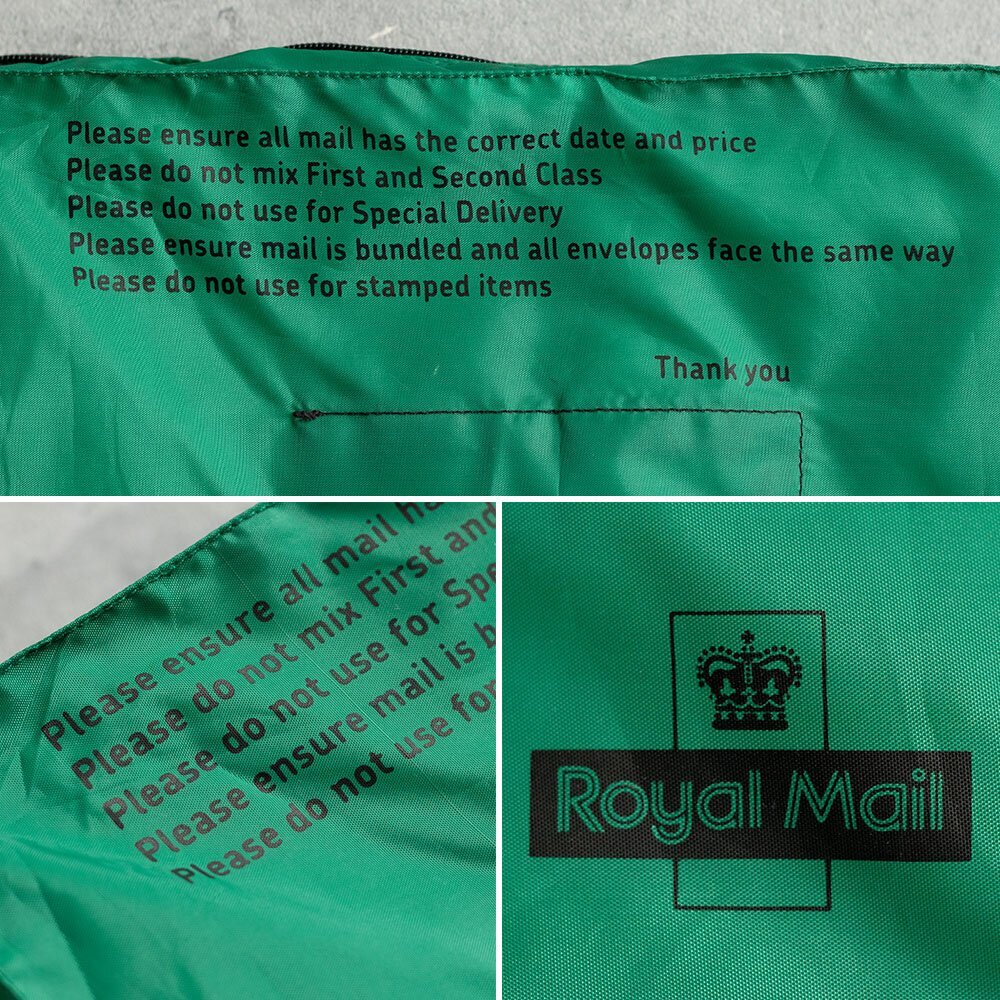 Please ensure all mail has the correct date and price
Please do not mix First and Second Class
Please do not use for Special Delivery
Please ensure mail is bundled and all envelopes face the same way
Please do not use for stamped items
Thank you
Please ensure all mail ha
Please do not mix First and
Please do not use for Spe
Please ensure mail is b
Please do not use for
Royal Mail